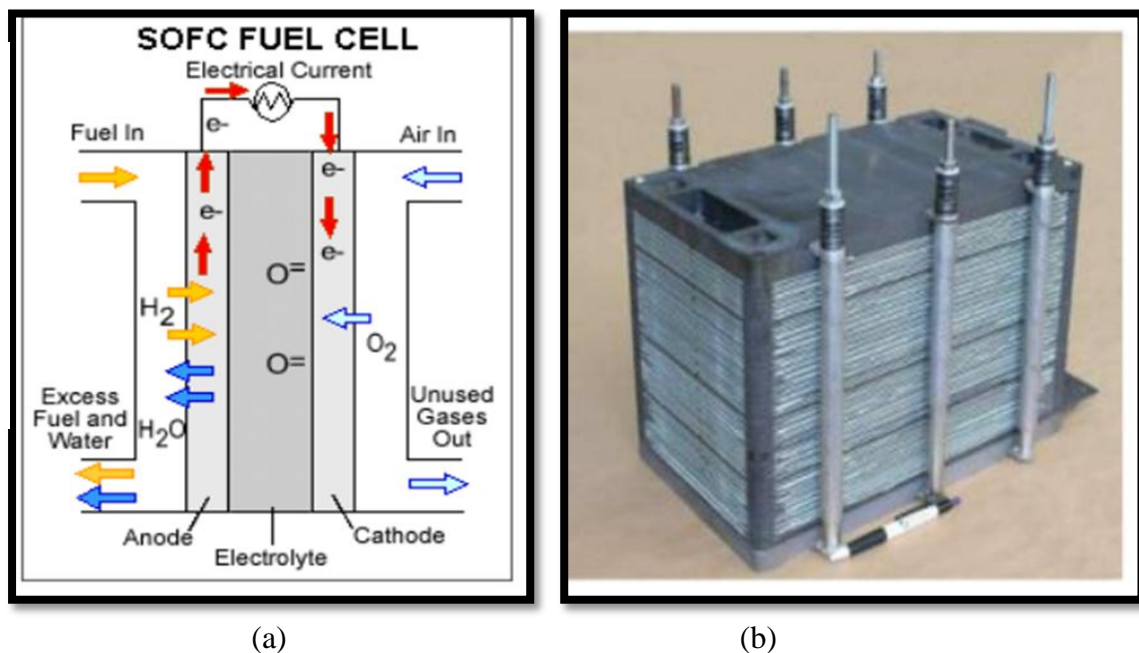 SOFC FUEL CELL
Electrical Current
e-
Fuel In
Air In
e-
e-
e-
O=
H2
O2
O=
Excess
Fuel and
Water
H2O
Unused
Gases
Out
Anode
Cathode
Electrolyte
(a)
(b)